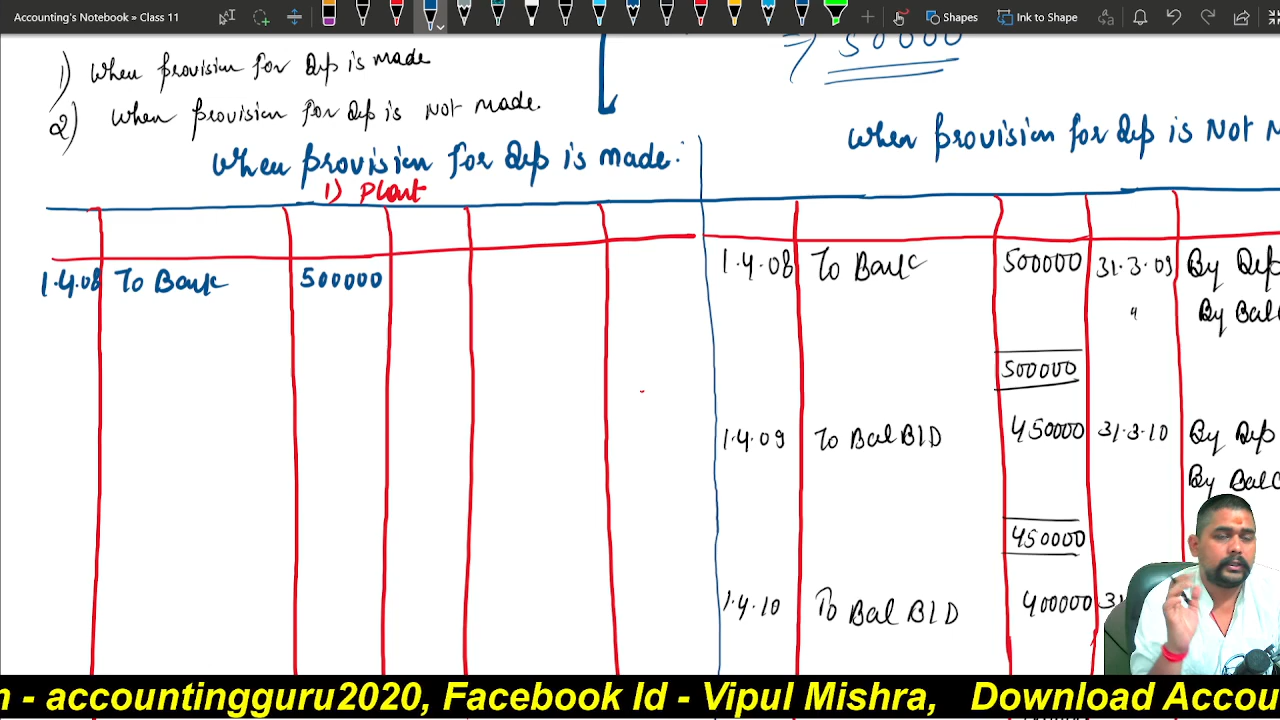 Accounting's Notebook » Class 11
Shapes
Ink to Shape
⇒ 50000
1) When provision for Dep is made
2) When provision for Dep is Not made.
When provision for Dep is made.
When provision for Dep is Not
1) Plant
1.4.08 To Bank 500000
1.4.08 To Bank 500000 31.3.09 By Dep
" By Bal
500000
1.4.09 To Bal B/D 450000 31.3.10 By Dep
By Bal
450000
1.4.10 To Bal B/D 400000 31
- accountingguru2020, Facebook Id - Vipul Mishra, Download